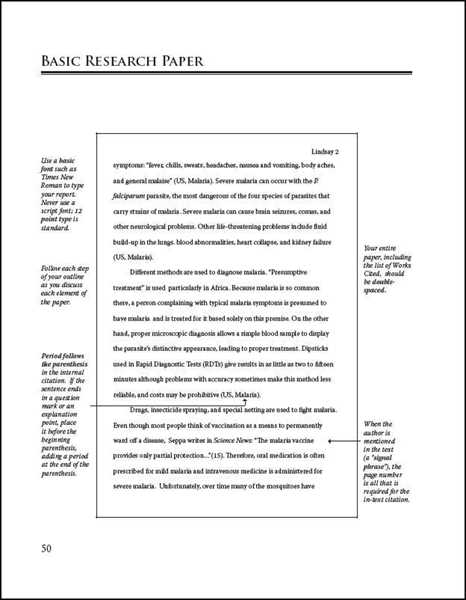 BASIC RESEARCH PAPER
Lindsay 2
symptoms: "fever, chills, sweats, headaches, nausea and vomiting, body aches,
and general malaise" (US, Malaria). Severe malaria can occur with the P.
falciparum parasite, the most dangerous of the four species of parasites that
carry strains of malaria. Severe malaria can cause brain seizures, comas, and
other neurological problems. Other life-threatening problems include fluid
build-up in the lungs. blood abnormalities, heart collapse, and kidney failure
(US, Malaria).
Different methods are used to diagnose malaria. "Presumptive
treatment" is used particularly in Africa. Because malaria is so common
there, a person complaining with typical malaria symptoms is presumed to
have malaria and is treated for it based solely on this premise. On the other
hand, proper microscopic diagnosis allows a simple blood sample to display
the parasite's distinctive appearance, leading to proper treatment. Dipsticks
used in Rapid Diagnostic Tests (RDTs) give results in as little as two to fifteen
minutes although problems with accuracy sometimes make this method less
reliable, and costs may be prohibitive (US, Malaria).
Drugs, insecticide spraying, and special netting are used to fight malaria.
Even though most people think of vaccination as a means to permanently
ward off a disease, Seppa writer in Science News: "The malaria vaccine
provides only partial protection..."(15). Therefore, oral medication is often
prescribed for mild malaria and intravenous medicine is administered for
severe malaria. Unfortunately, over time many of the mosquitoes have
Use a basic
font such as
Times New
Roman to type
your report.
Never use a
script font; 12
point type is
standard.
Follow each step
of your outline
as you discuss
each element of
the paper.
Period follows
the parenthesis
in the internal
citation. If the
sentence ends
in a question
mark or an
explanation
point, place
it before the
beginning
parenthesis,
adding a period
at the end of the
parenthesis.
Your entire
paper, including
the list of Works
Cited, should
be double-
spaced.
When the
author is
mentioned
in the text
(a "signal
phrase"), the
page number
is all that is
required for the
in-text citation.
50